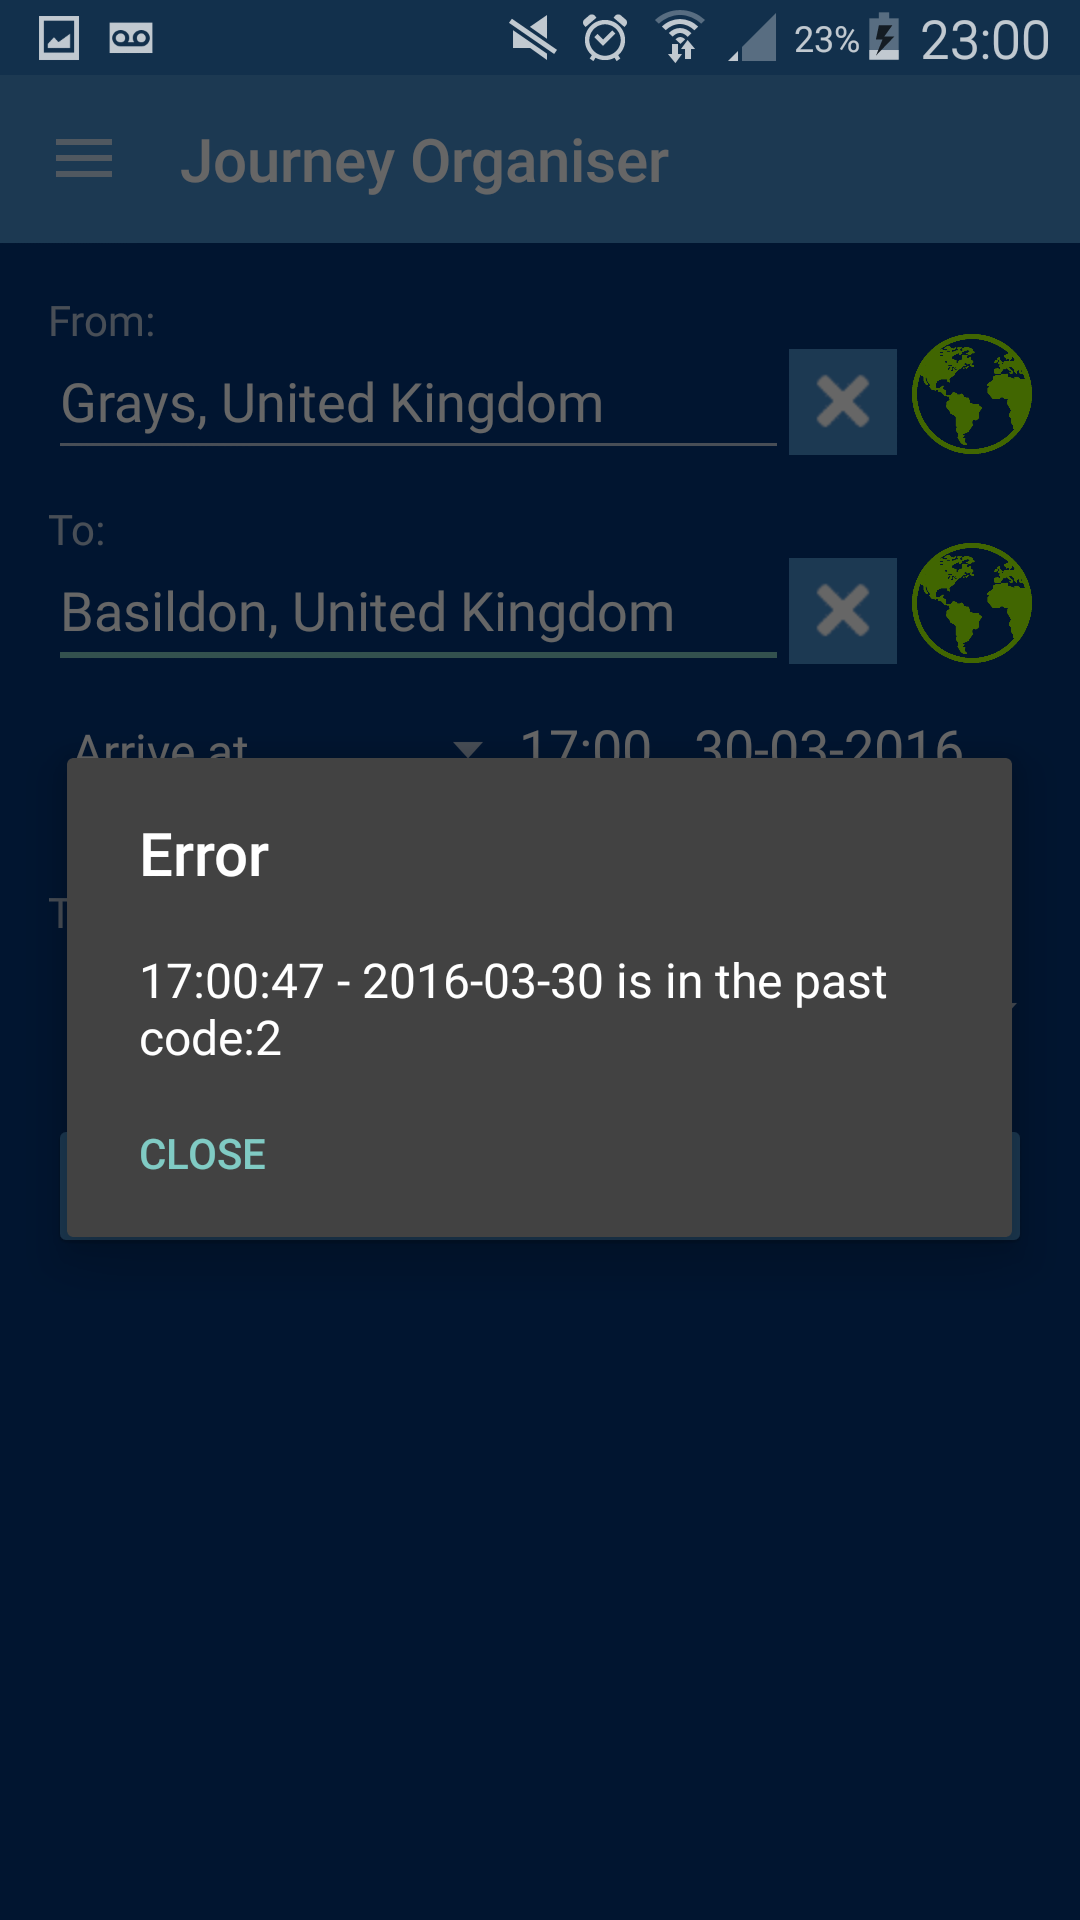 23% 23:00
Journey Organiser
From:
Grays, United Kingdom
To:
Basildon, United Kingdom
Arrive at 17:00 30-03-2016
Error
17:00:47 - 2016-03-30 is in the past
code:2
CLOSE